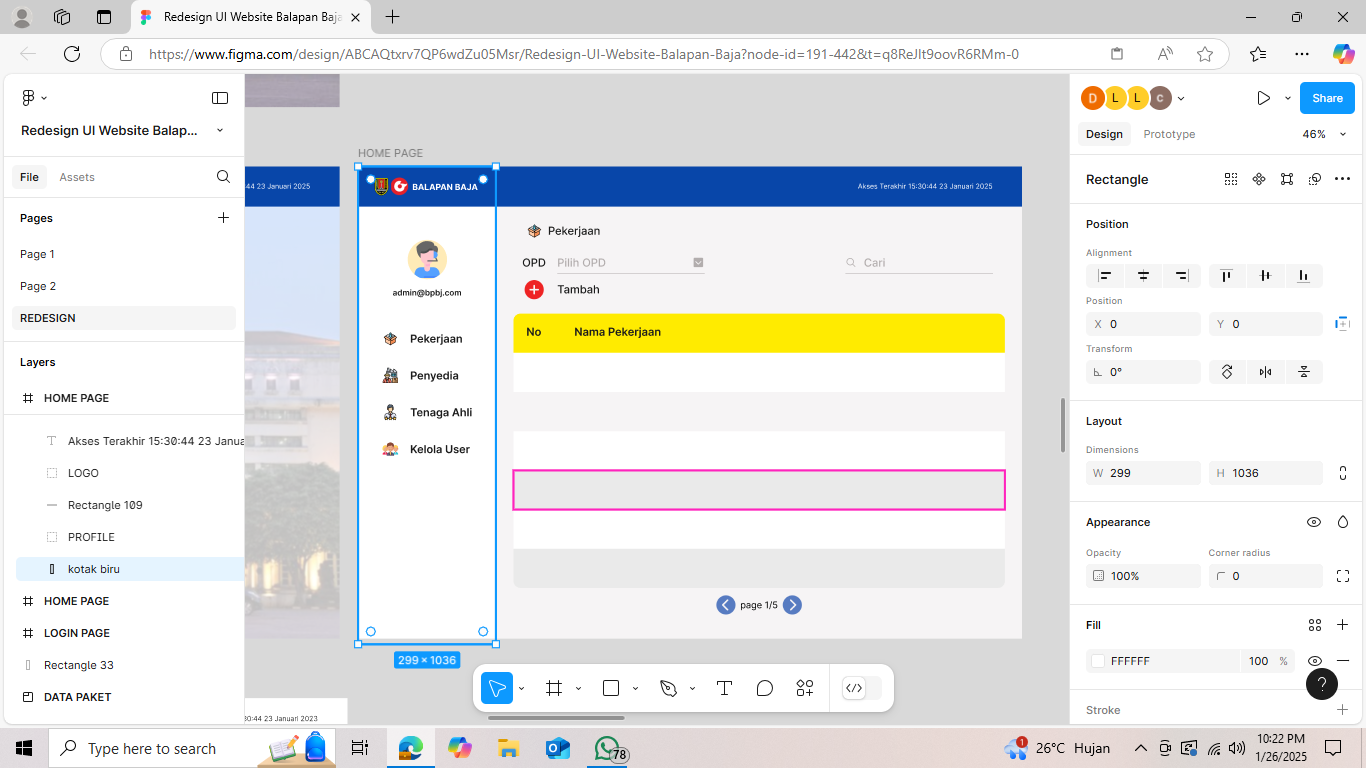 Redesign UI Website Balapan Baja
https://www.figma.com/design/ABCAQtxrv7QP6wdZu05Msr/Redesign-UI-Website-Balapan-Baja?node-id=191-442&t=q8ReJIt9oovR6RMm-0
Redesign UI Website Balap...
File
Assets
Pages
Page 1
Page 2
REDESIGN
Layers
HOME PAGE
Akses Terakhir 15:30:44 23 Janua
LOGO
Rectangle 109
PROFILE
kotak biru
HOME PAGE
LOGIN PAGE
Rectangle 33
DATA PAKET
:44 23 Januari 2025
30:44 23 Januari 2023
HOME PAGE
BALAPAN BAJA
Akses Terakhir 15:30:44 23 Januari 2025
admin@bpbj.com
Pekerjaan
Penyedia
Tenaga Ahli
Kelola User
Pekerjaan
OPD
Pilih OPD
Cari
Tambah
No
Nama Pekerjaan
page 1/5
299 × 1036
D
L
L
c
Share
Design
Prototype
46%
Rectangle
Position
Alignment
Position
X 0
Y 0
Transform
0°
Layout
Dimensions
W 299
H 1036
Appearance
Opacity
Corner radius
100%
0
Fill
FFFFFF
100 %
Stroke
?
Type here to search
78
1
26°C Hujan
10:22 PM
1/26/2025